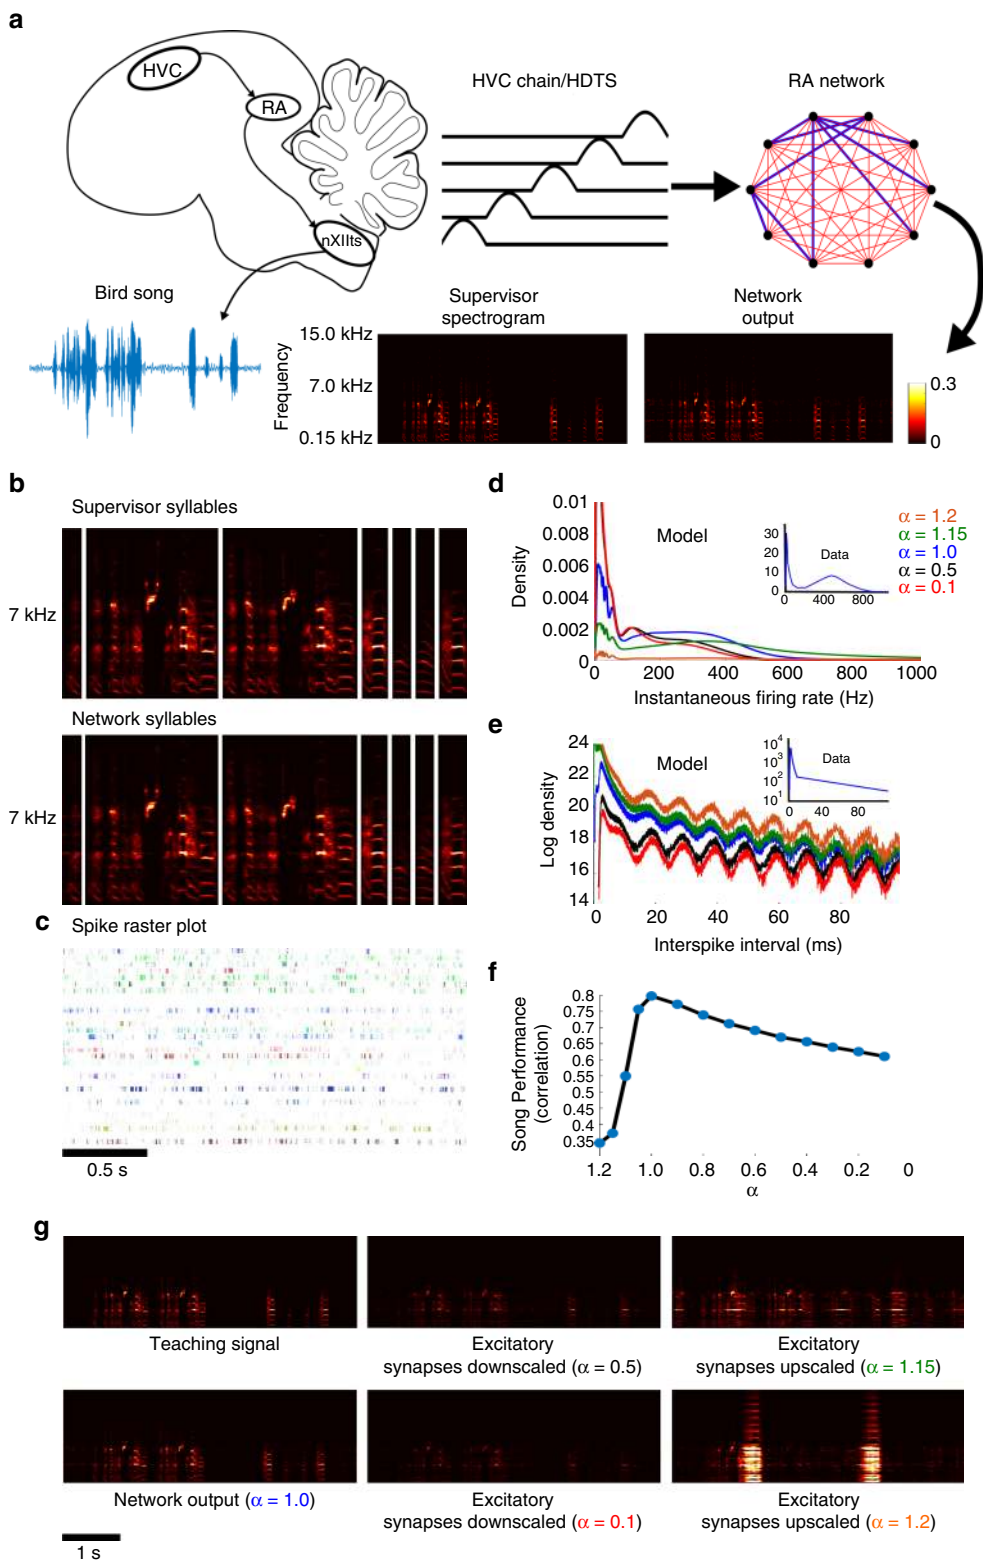 a
HVC
RA
nXIIts
HVC chain/HDTS
RA network
Bird song
Supervisor
spectrogram
Network
output
Frequency
15.0 kHz
7.0 kHz
0.15 kHz
0.3
0
b
Supervisor syllables
7 kHz
Network syllables
7 kHz
c
Spike raster plot
0.5 s
d
Density
0.01
0.008
0.006
0.004
0.002
0
Model
Data
30
20
10
0
0 400 800
α = 1.2
α = 1.15
α = 1.0
α = 0.5
α = 0.1
0 200 400 600 800 1000
Instantaneous firing rate (Hz)
e
Log density
24
22
20
18
16
14
Model
Data
10^4
10^2
10^2
10^1
40 80
0 20 40 60 80
Interspike interval (ms)
f
Song Performance
(correlation)
0.8
0.75
0.7
0.65
0.6
0.55
0.5
0.45
0.4
0.35
1.2 1.0 0.8 0.6 0.4 0.2 0
α
g
Teaching signal
Excitatory
synapses downscaled (α = 0.5)
Excitatory
synapses upscaled (α = 1.15)
Network output (α = 1.0)
Excitatory
synapses downscaled (α = 0.1)
Excitatory
synapses upscaled (α = 1.2)
1 s